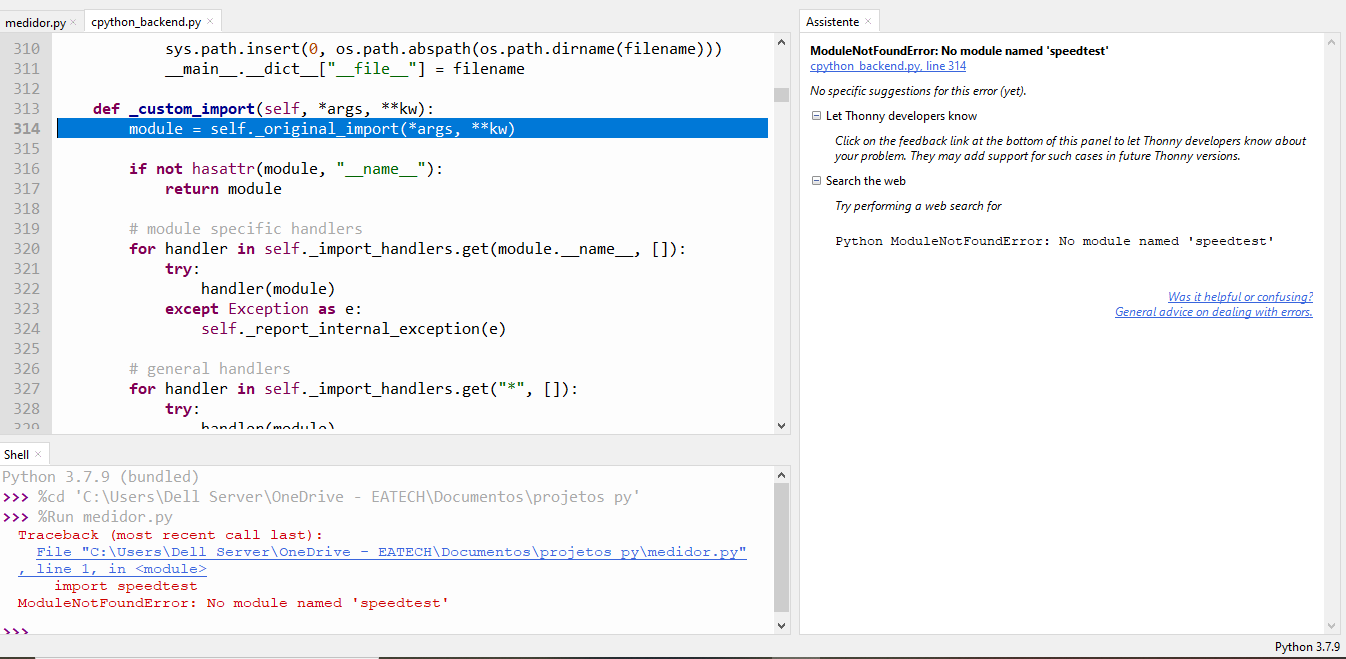 medidor.py ×
cpython_backend.py ×
310 sys.path.insert(0, os.path.abspath(os.path.dirname(filename)))
311 __main__.__dict__["__file__"] = filename
312
313 def _custom_import(self, *args, **kw):
314 module = self._original_import(*args, **kw)
315
316 if not hasattr(module, "__name__"):
317 return module
318
319 # module specific handlers
320 for handler in self._import_handlers.get(module.__name__, []):
321 try:
322 handler(module)
323 except Exception as e:
324 self._report_internal_exception(e)
325
326 # general handlers
327 for handler in self._import_handlers.get("*", []):
328 try:
329 handler(module)
Shell ×
Python 3.7.9 (bundled)
>>> %cd 'C:\Users\Dell Server\OneDrive - EATECH\Documentos\projetos py'
>>> %Run medidor.py
Traceback (most recent call last):
File "C:\Users\Dell Server\OneDrive - EATECH\Documentos\projetos py\medidor.py"
, line 1, in <module>
import speedtest
ModuleNotFoundError: No module named 'speedtest'
>>>
Assistente ×
ModuleNotFoundError: No module named 'speedtest'
cpython_backend.py, line 314
No specific suggestions for this error (yet).
Let Thonny developers know
Click on the feedback link at the bottom of this panel to let Thonny developers know about
your problem. They may add support for such cases in future Thonny versions.
Search the web
Try performing a web search for
Python ModuleNotFoundError: No module named 'speedtest'
Was it helpful or confusing?
General advice on dealing with errors.
Python 3.7.9